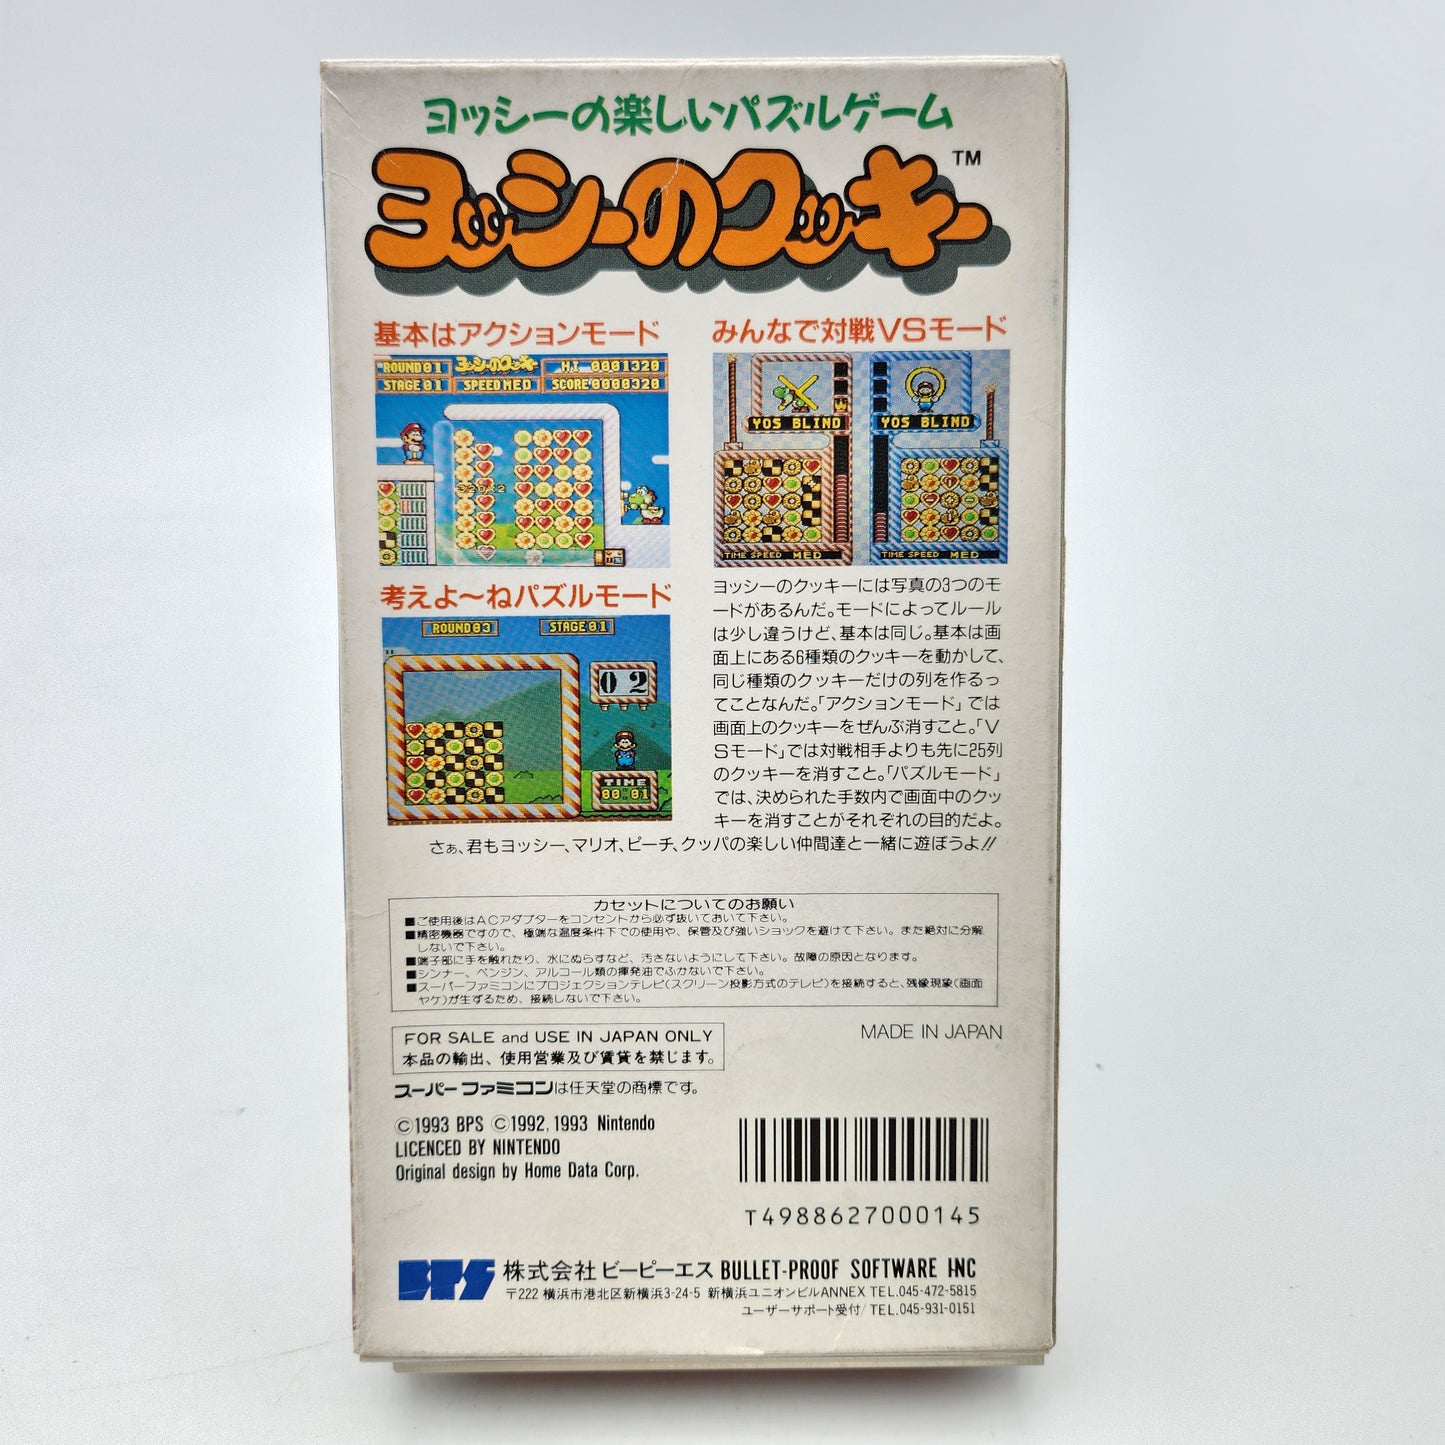 ヨッシーの楽しいパズルゲーム
ヨッシーのクッキー™
基本はアクションモード
ROUND 01 ヨッシーのクッキー HI 0001320
STAGE 01 SPEED MED SCORE 0000320
みんなで対戦VSモード
YOS BLIND YOS BLIND
TIME SPEED MED TIME SPEED MED
考えよ〜ねパズルモード
ROUND 03 STAGE 01
02
TIME
00 01
ヨッシーのクッキーには写真の3つのモ
ードがあるんだ。モードによってルール
は少し違うけど、基本は同じ。基本は画
面上にある6種類のクッキーを動かして、
同じ種類のクッキーだけの列を作るっ
てことなんだ。「アクションモード」では
画面上のクッキーをぜんぶ消すこと。「V
Sモード」では対戦相手よりも先に25列
のクッキーを消すこと。「パズルモード」
では、決められた手数内で画面中のクッ
キーを消すことがそれぞれの目的だよ。
さぁ、君もヨッシー、マリオ、ピーチ、クッパの楽しい仲間達と一緒に遊ぼうよ!!
カセットについてのお願い
■ご使用後はACアダプターをコンセントから必ず抜いておいて下さい。
■精密機器ですので、極端な温度条件下での使用や、保管及び強いショックを避けて下さい。また絶対に分解
しないで下さい。
■端子部に手を触れたり、水にぬらすなど、汚さないようにして下さい。故障の原因となります。
■シンナー、ベンジン、アルコール類の揮発油でふかないで下さい。
■スーパーファミコンにプロジェクションテレビ(スクリーン投影方式のテレビ)を接続すると、残像現象(画面
ヤケ)が生ずるため、接続しないで下さい。
FOR SALE and USE IN JAPAN ONLY
本品の輸出、使用営業及び賃貸を禁じます。
MADE IN JAPAN
スーパーファミコンは任天堂の商標です。
©1993 BPS ©1992, 1993 Nintendo
LICENCED BY NINTENDO
Original design by Home Data Corp.
T4988627000145
BPS 株式会社 ビーピーエス BULLET-PROOF SOFTWARE INC
〒222 横浜市港北区新横浜3-24-5 新横浜ユニオンビルANNEX TEL.045-472-5815
ユーザーサポート受付/TEL.045-931-0151